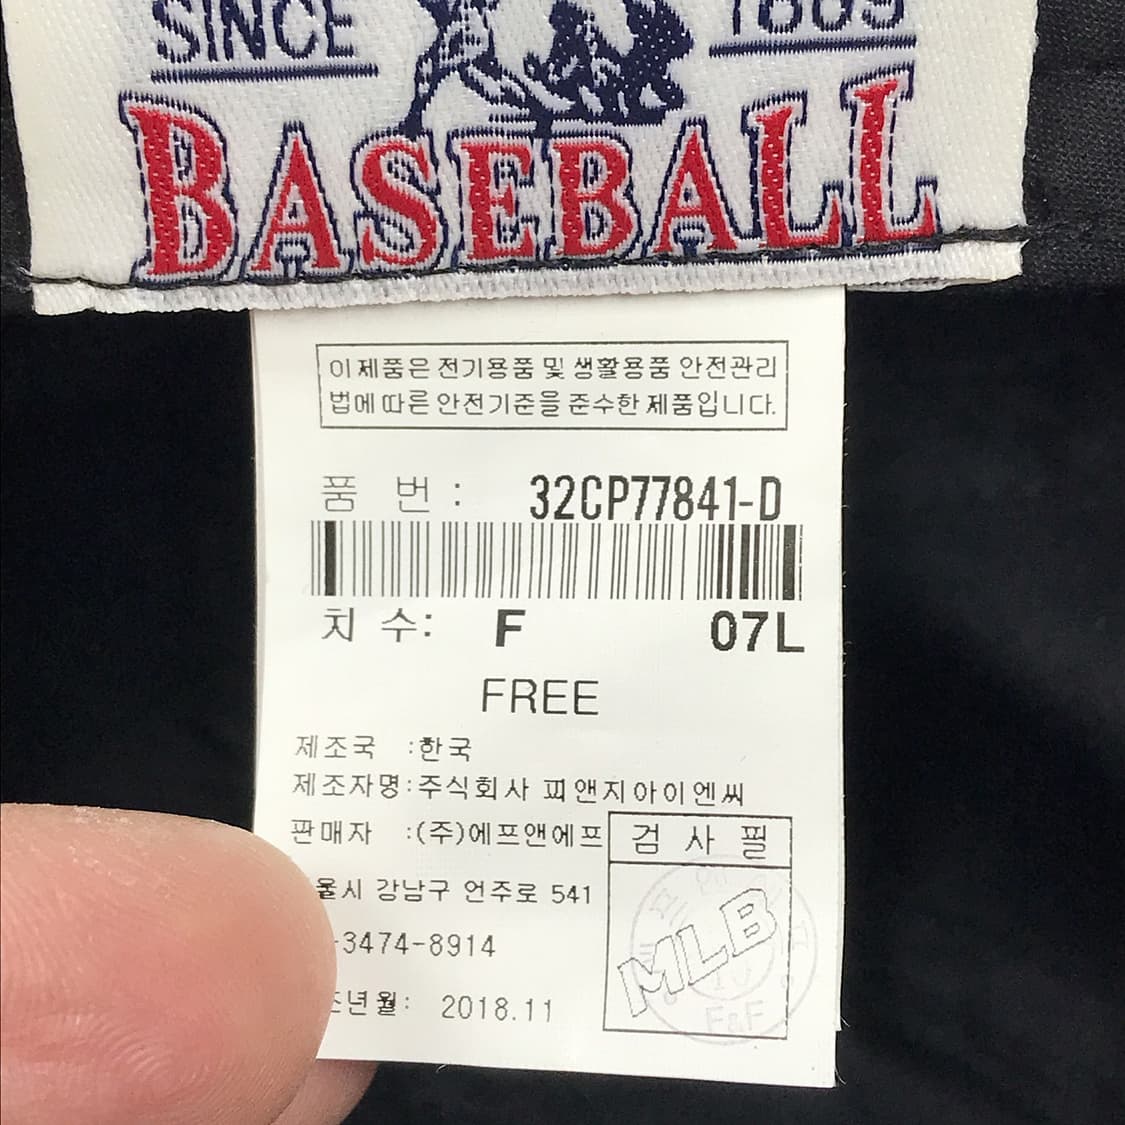 SINCE 1885
BASEBALL
이 제품은 전기용품 및 생활용품 안전관리
법에 따른 안전기준을 준수한 제품입니다.
품 번 : 32CP77841-D
치 수: F 07L
FREE
제조국 :한국
제조자명:주식회사 피앤지아이엔씨
판매자 :(주)에프앤에프
검 사 필
울시 강남구 언주로 541
-3474-8914
조년월: 2018.11
MLB
F&F